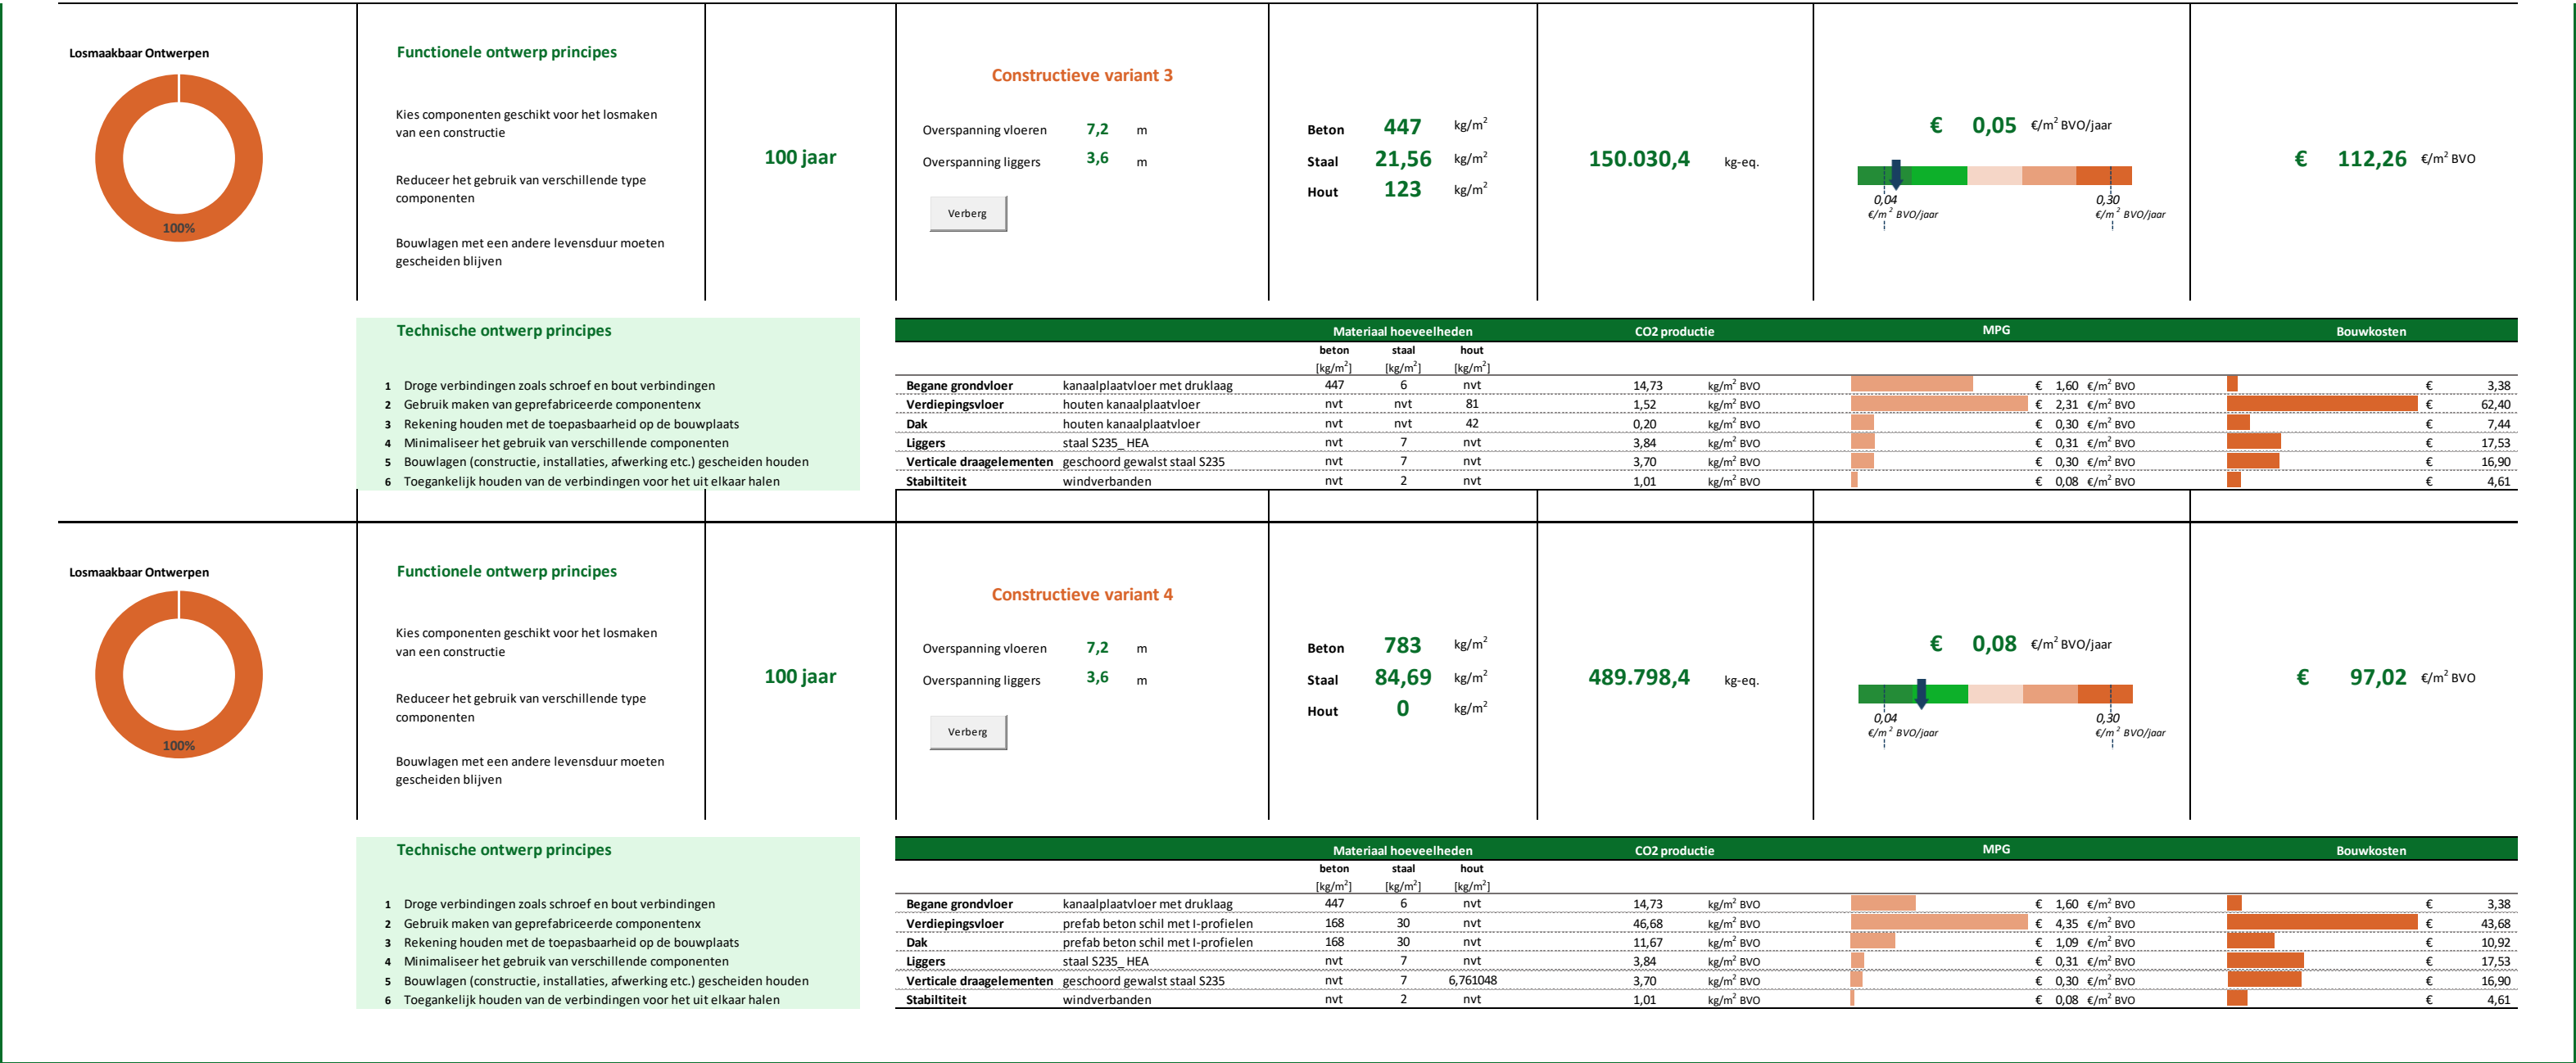 Losmaakbaar Ontwerpen
100%
Functionele ontwerp principes
Kies componenten geschikt voor het losmaken
van een constructie
Reduceer het gebruik van verschillende type
componenten
Bouwlagen met een andere levensduur moeten
gescheiden blijven
100 jaar
Constructieve variant 3
Overspanning vloeren 7,2 m
Overspanning liggers 3,6 m
Verberg
Beton 447 kg/m²
Staal 21,56 kg/m²
Hout 123 kg/m²
150.030,4 kg-eq.
€ 0,05 €/m² BVO/jaar
0,04 0,30
€/m² BVO/jaar €/m² BVO/jaar
€ 112,26 €/m² BVO
Technische ontwerp principes
1 Droge verbindingen zoals schroef en bout verbindingen
2 Gebruik maken van geprefabriceerde componentenx
3 Rekening houden met de toepasbaarheid op de bouwplaats
4 Minimaliseer het gebruik van verschillende componenten
5 Bouwlagen (constructie, installaties, afwerking etc.) gescheiden houden
6 Toegankelijk houden van de verbindingen voor het uit elkaar halen
Materiaal hoeveelheden CO2 productie MPG Bouwkosten
beton staal hout
[kg/m²] [kg/m²] [kg/m²]
Begane grondvloer kanaalplaatvloer met druklaag 447 6 nvt 14,73 kg/m² BVO € 1,60 €/m² BVO € 3,38
Verdiepingsvloer houten kanaalplaatvloer nvt nvt 81 1,52 kg/m² BVO € 2,31 €/m² BVO € 62,40
Dak houten kanaalplaatvloer nvt nvt 42 0,20 kg/m² BVO € 0,30 €/m² BVO € 7,44
Liggers staal S235_HEA nvt 7 nvt 3,84 kg/m² BVO € 0,31 €/m² BVO € 17,53
Verticale draagelementen geschoord gewalst staal S235 nvt 7 nvt 3,70 kg/m² BVO € 0,30 €/m² BVO € 16,90
Stabiltiteit windverbanden nvt 2 nvt 1,01 kg/m² BVO € 0,08 €/m² BVO € 4,61
Losmaakbaar Ontwerpen
100%
Functionele ontwerp principes
Kies componenten geschikt voor het losmaken
van een constructie
Reduceer het gebruik van verschillende type
componenten
Bouwlagen met een andere levensduur moeten
gescheiden blijven
100 jaar
Constructieve variant 4
Overspanning vloeren 7,2 m
Overspanning liggers 3,6 m
Verberg
Beton 783 kg/m²
Staal 84,69 kg/m²
Hout 0 kg/m²
489.798,4 kg-eq.
€ 0,08 €/m² BVO/jaar
0,04 0,30
€/m² BVO/jaar €/m² BVO/jaar
€ 97,02 €/m² BVO
Technische ontwerp principes
1 Droge verbindingen zoals schroef en bout verbindingen
2 Gebruik maken van geprefabriceerde componentenx
3 Rekening houden met de toepasbaarheid op de bouwplaats
4 Minimaliseer het gebruik van verschillende componenten
5 Bouwlagen (constructie, installaties, afwerking etc.) gescheiden houden
6 Toegankelijk houden van de verbindingen voor het uit elkaar halen
Materiaal hoeveelheden CO2 productie MPG Bouwkosten
beton staal hout
[kg/m²] [kg/m²] [kg/m²]
Begane grondvloer kanaalplaatvloer met druklaag 447 6 nvt 14,73 kg/m² BVO € 1,60 €/m² BVO € 3,38
Verdiepingsvloer prefab beton schil met I-profielen 168 30 nvt 46,68 kg/m² BVO € 4,35 €/m² BVO € 43,68
Dak prefab beton schil met I-profielen 168 30 nvt 11,67 kg/m² BVO € 1,09 €/m² BVO € 10,92
Liggers staal S235_HEA nvt 7 nvt 3,84 kg/m² BVO € 0,31 €/m² BVO € 17,53
Verticale draagelementen geschoord gewalst staal S235 nvt 7 6,761048 3,70 kg/m² BVO € 0,30 €/m² BVO € 16,90
Stabiltiteit windverbanden nvt 2 nvt 1,01 kg/m² BVO € 0,08 €/m² BVO € 4,61